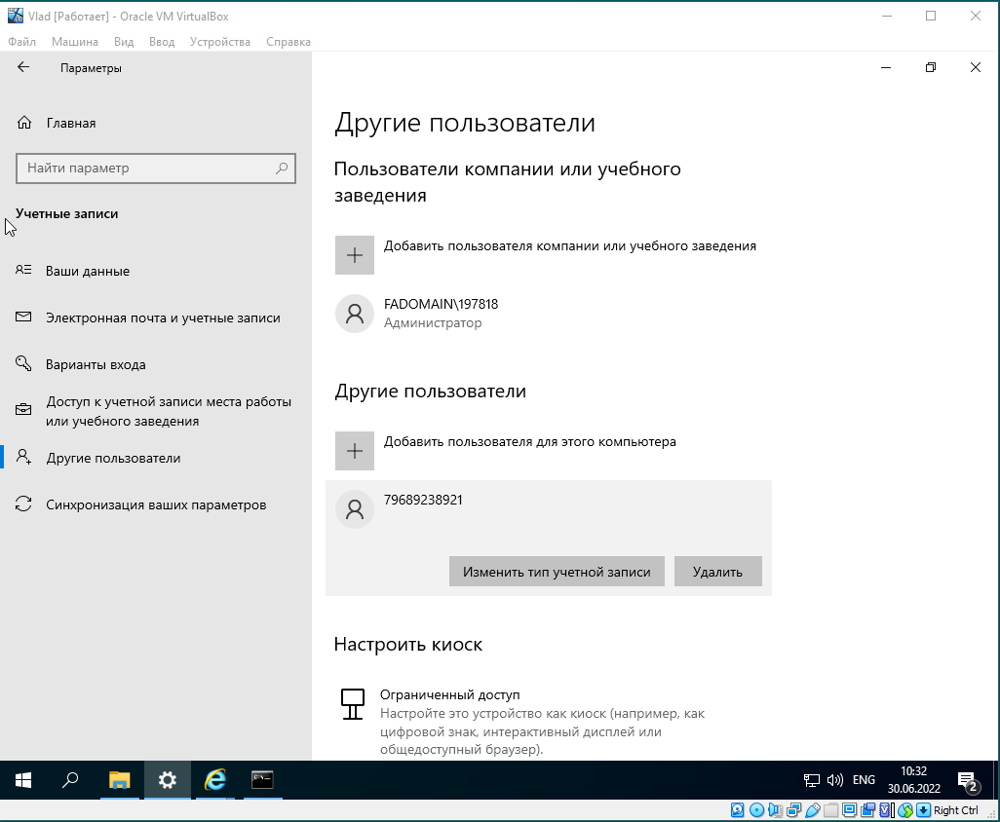 Vlad [Работает] - Oracle VM VirtualBox
Файл Машина Вид Ввод Устройства Справка
Параметры
Главная
Найти параметр
Учетные записи
Ваши данные
Электронная почта и учетные записи
Варианты входа
Доступ к учетной записи места работы
или учебного заведения
Другие пользователи
Синхронизация ваших параметров
Другие пользователи
Пользователи компании или учебного
заведения
Добавить пользователя компании или учебного заведения
FADOMAIN\197818
Администратор
Другие пользователи
Добавить пользователя для этого компьютера
79689238921
Изменить тип учетной записи Удалить
Настроить киоск
Ограниченный доступ
Настройте это устройство как киоск (например, как
цифровой знак, интерактивный дисплей или
общедоступный браузер).
ENG
10:32
30.06.2022
2
Right Ctrl